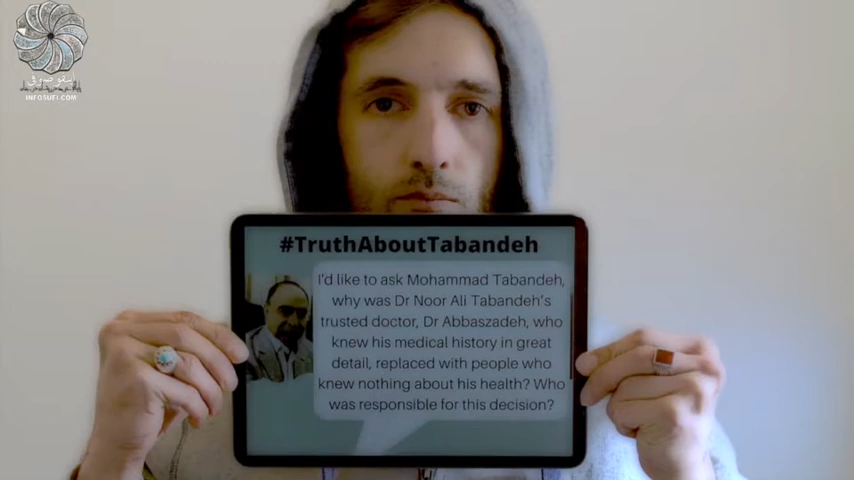 INFOSUFI.COM
#TruthAboutTabandeh
I'd like to ask Mohammad Tabandeh,
why was Dr Noor Ali Tabandeh's
trusted doctor, Dr Abbaszadeh, who
knew his medical history in great
detail, replaced with people who
knew nothing about his health? Who
was responsible for this decision?